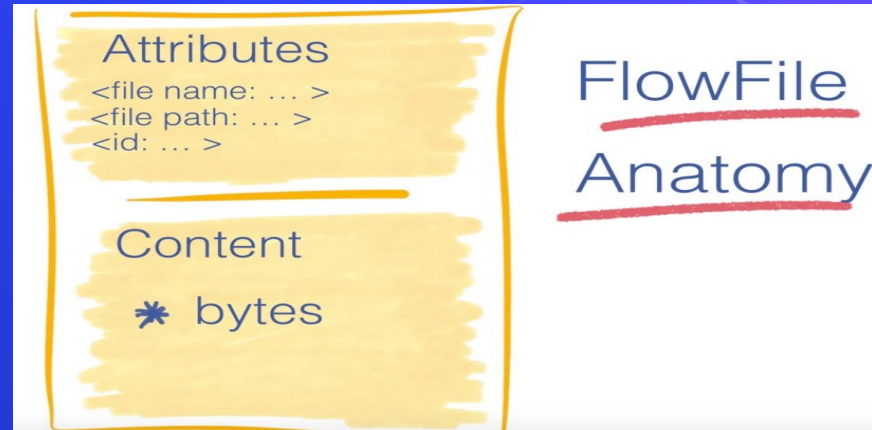 Attributes
<file name: ... >
<file path: ... >
<id: ... >
Content
* bytes
FlowFile
Anatomy